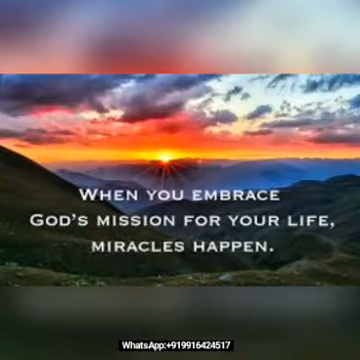 When you embrace
God's mission for your life,
miracles happen.
WhatsApp:+919916424517